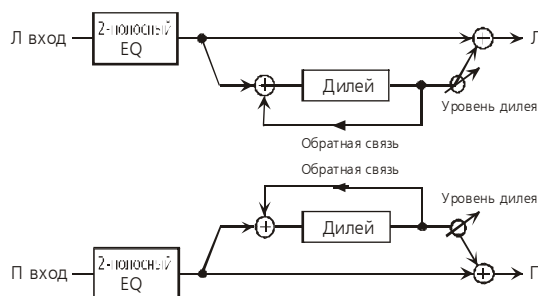 2-полосный
Л вход
EQ
Л
Дилей
Уровень дилея
Обратная связь
Обратная связь
Уровень дилея
Дилей
2-полосный
П вход
EQ
П